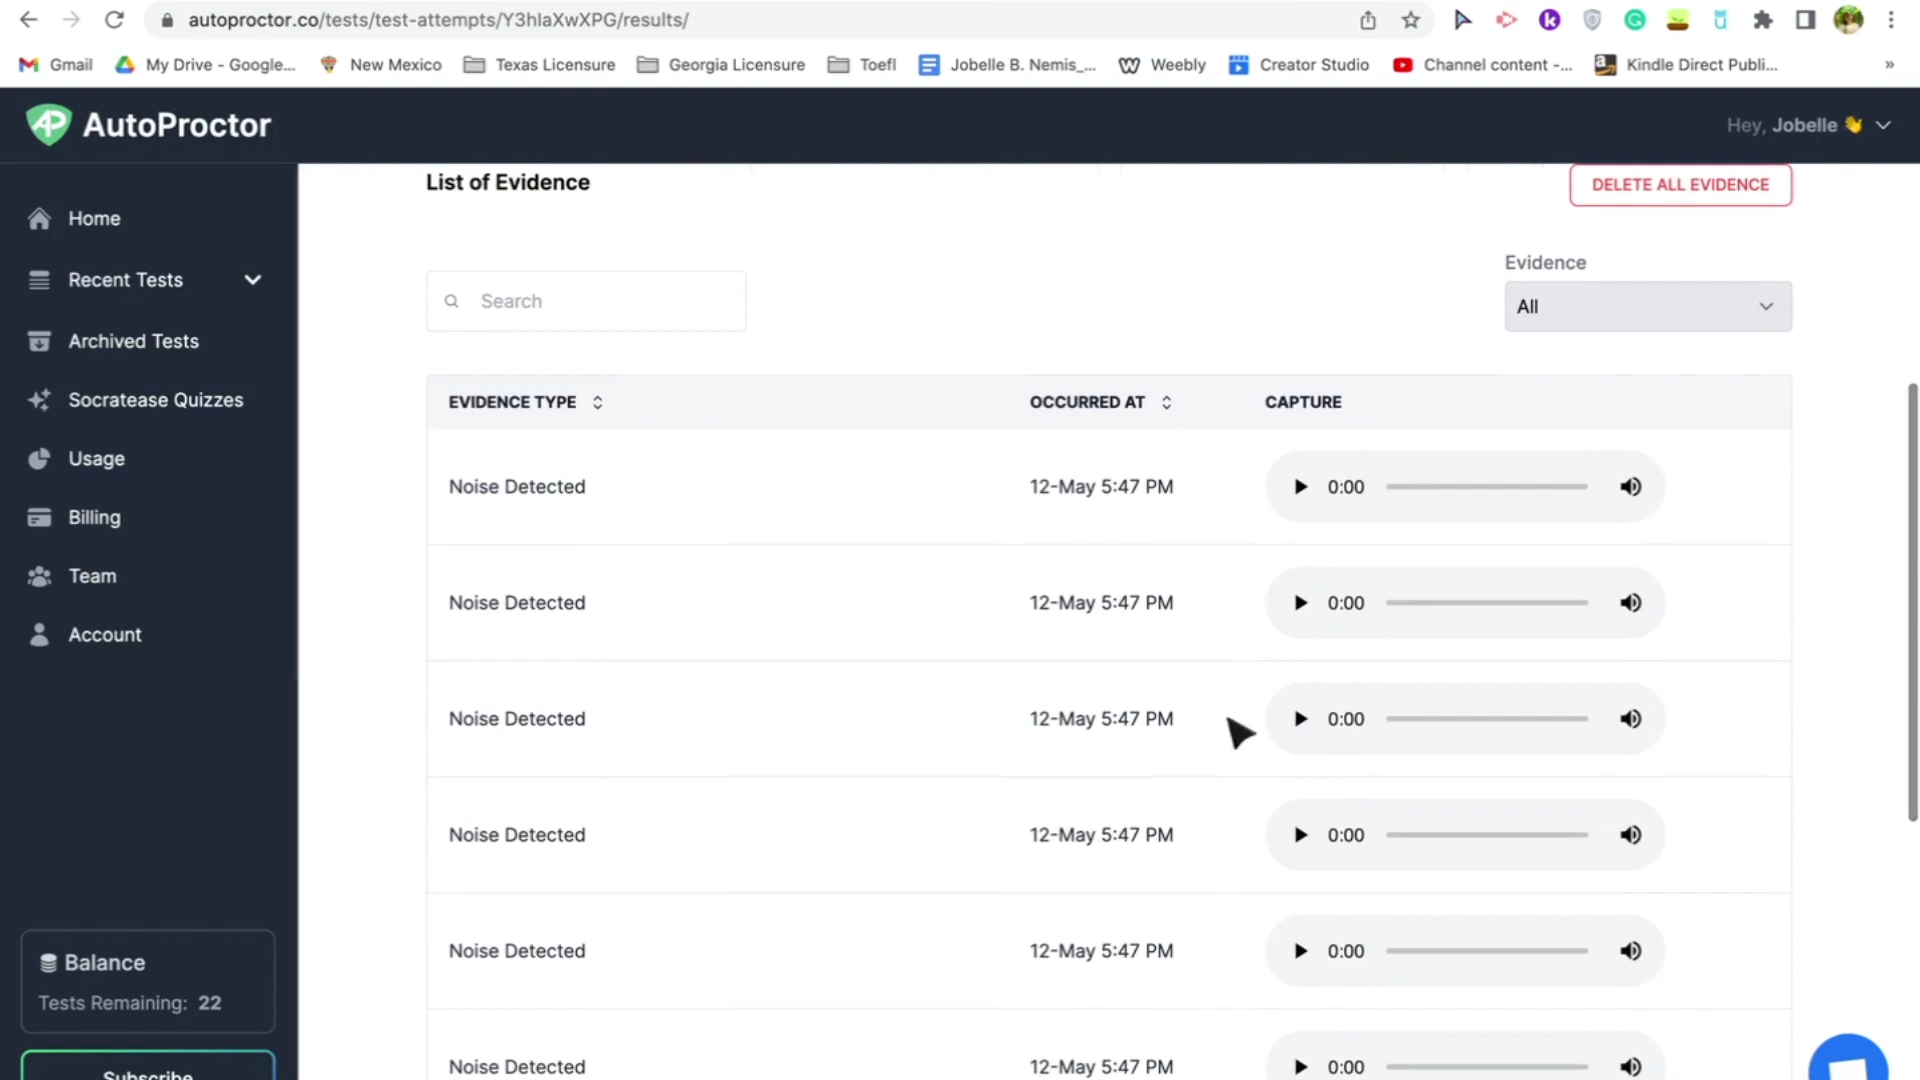 autoproctor.co/tests/test-attempts/Y3hlaXwXPG/results/
Gmail My Drive - Google... New Mexico Texas Licensure Georgia Licensure Toefl Jobelle B. Nemis_... Weebly Creator Studio Channel content -... Kindle Direct Publi... »
AP AutoProctor
Hey, Jobelle 👋
Home
Recent Tests
Archived Tests
Socratease Quizzes
Usage
Billing
Team
Account
Balance
Tests Remaining: 22
Subscribe
List of Evidence
DELETE ALL EVIDENCE
Evidence
Search
All
EVIDENCE TYPE OCCURRED AT CAPTURE
Noise Detected 12-May 5:47 PM 0:00
Noise Detected 12-May 5:47 PM 0:00
Noise Detected 12-May 5:47 PM 0:00
Noise Detected 12-May 5:47 PM 0:00
Noise Detected 12-May 5:47 PM 0:00
Noise Detected 12-May 5:47 PM 0:00